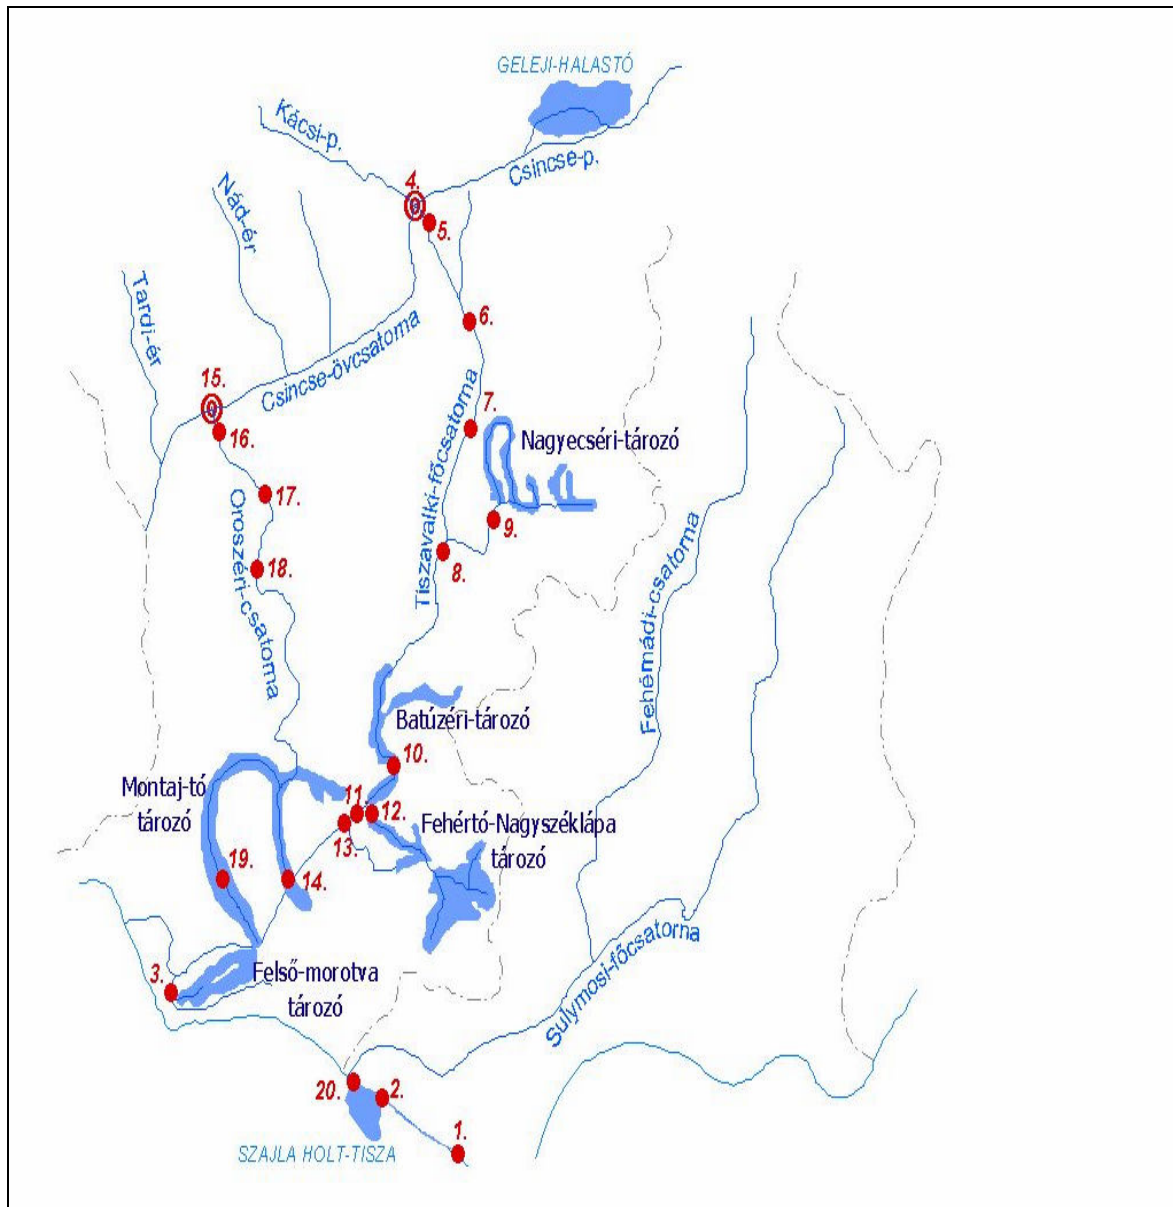 GELEJI-HALASTÓ
Kácsi-p.
Csincse-p.
4.
5.
Nád-ér
Tardi-ér
6.
Csincse-övcsatorna
15.
16.
7.
Nagyecséri-tározó
Tiszavalki-főcsatorna
17.
Oroszéri-csatorna
9.
8.
18.
Fehémádi-csatorna
Batúzéri-tározó
10.
Montaj-tó
tározó
11.
12.
13.
Fehértó-Nagyszéklápa
tározó
19.
14.
Sulymosi-főcsatorna
3.
Felső-morotva
tározó
20.
2.
1.
SZAJLA HOLT-TISZA